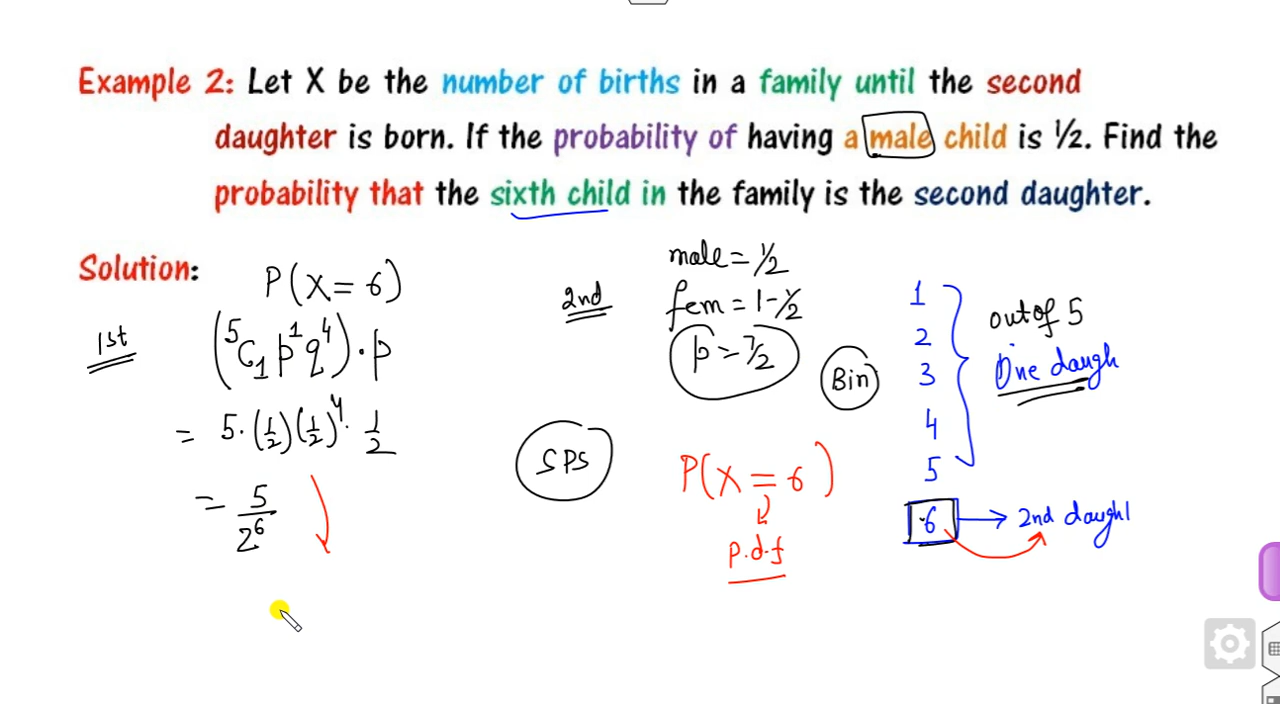 Example 2: Let X be the number of births in a family until the second
daughter is born. If the probability of having a male child is ½. Find the
probability that the sixth child in the family is the second daughter.
Solution:
P(X=6)
1st
(⁵C₁ p¹ q⁴)·p
= 5·(1/2)(1/2)⁴·1/2
= 5/2⁶
2nd
male = 1/2
fem = 1-1/2
p = 1/2
Bin
SPS
P(X=6)
p.d.f
1
2
3
4
5
out of 5
One daugh
6 → 2nd daughl